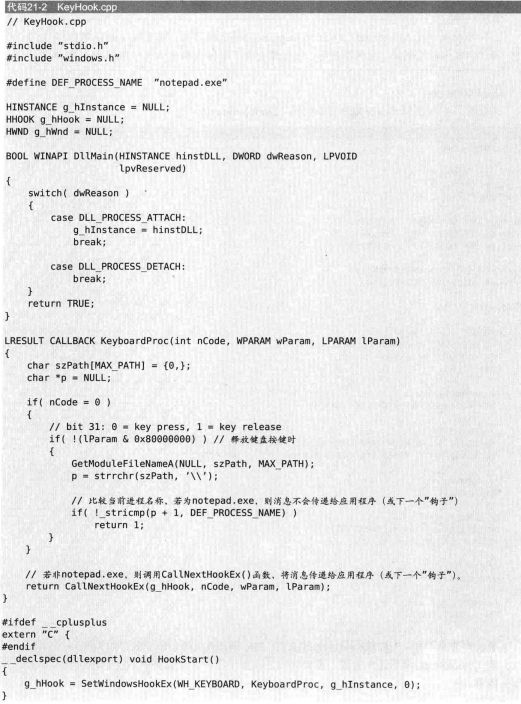 代码21-2 KeyHook.cpp
// KeyHook.cpp
#include "stdio.h"
#include "windows.h"
#define DEF_PROCESS_NAME "notepad.exe"
HINSTANCE g_hInstance = NULL;
HHOOK g_hHook = NULL;
HWND g_hWnd = NULL;
BOOL WINAPI DllMain(HINSTANCE hinstDLL, DWORD dwReason, LPVOID
lpvReserved)
{
switch( dwReason )
{
case DLL_PROCESS_ATTACH:
g_hInstance = hinstDLL;
break;
case DLL_PROCESS_DETACH:
break;
}
return TRUE;
}
LRESULT CALLBACK KeyboardProc(int nCode, WPARAM wParam, LPARAM lParam)
{
char szPath[MAX_PATH] = {0,};
char *p = NULL;
if( nCode = 0 )
{
// bit 31: 0 = key press, 1 = key release
if( !(lParam & 0x80000000) ) // 释放键盘按键时
{
GetModuleFileNameA(NULL, szPath, MAX_PATH);
p = strrchr(szPath, '\\');
// 比较当前进程名称，若为notepad.exe，则消息不会传递给应用程序（或下一个"钩子"）
if( !_stricmp(p + 1, DEF_PROCESS_NAME) )
return 1;
}
}
// 若非notepad.exe，则调用CallNextHookEx()函数，将消息传递给应用程序（或下一个"钩子"）。
return CallNextHookEx(g_hHook, nCode, wParam, lParam);
}
#ifdef __cplusplus
extern "C" {
#endif
__declspec(dllexport) void HookStart()
{
g_hHook = SetWindowsHookEx(WH_KEYBOARD, KeyboardProc, g_hInstance, 0);
}